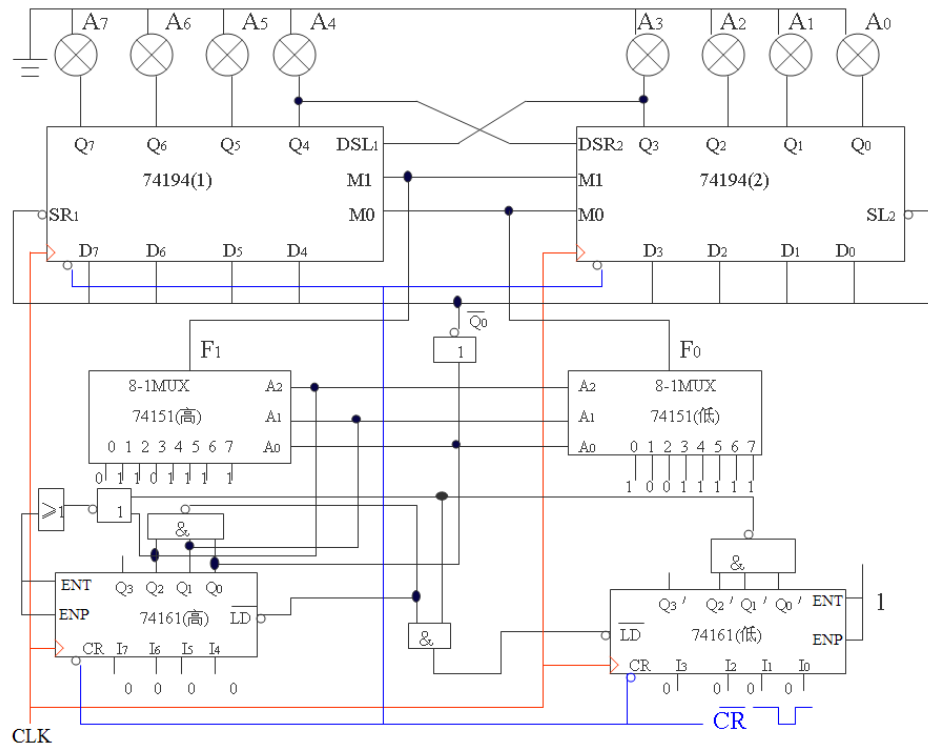 A7 A6 A5 A4 A3 A2 A1 A0
Q7 Q6 Q5 Q4 DSL1 DSR2 Q3 Q2 Q1 Q0
74194(1) M1 M1 74194(2)
SR1 M0 M0 SL2
D7 D6 D5 D4 D3 D2 D1 D0
F1 Q̅0̅ F0
1
8-1MUX A2 A2 8-1MUX
74151(高) A1 A1 74151(低)
0 1 2 3 4 5 6 7 A0 A0 0 1 2 3 4 5 6 7
0 1 1 0 1 1 1 1 1 0 0 1 1 1 1 1
≥1 1
& &
ENT Q3 Q2 Q1 Q0 Q3′ Q2′ Q1′ Q0′ ENT 1
ENP 74161(高) L̅D̅ & L̅D̅ 74161(低) ENP
CR I7 I6 I5 I4 CR I3 I2 I1 I0
0 0 0 0 0 0 0 0
CLK C̅R̅